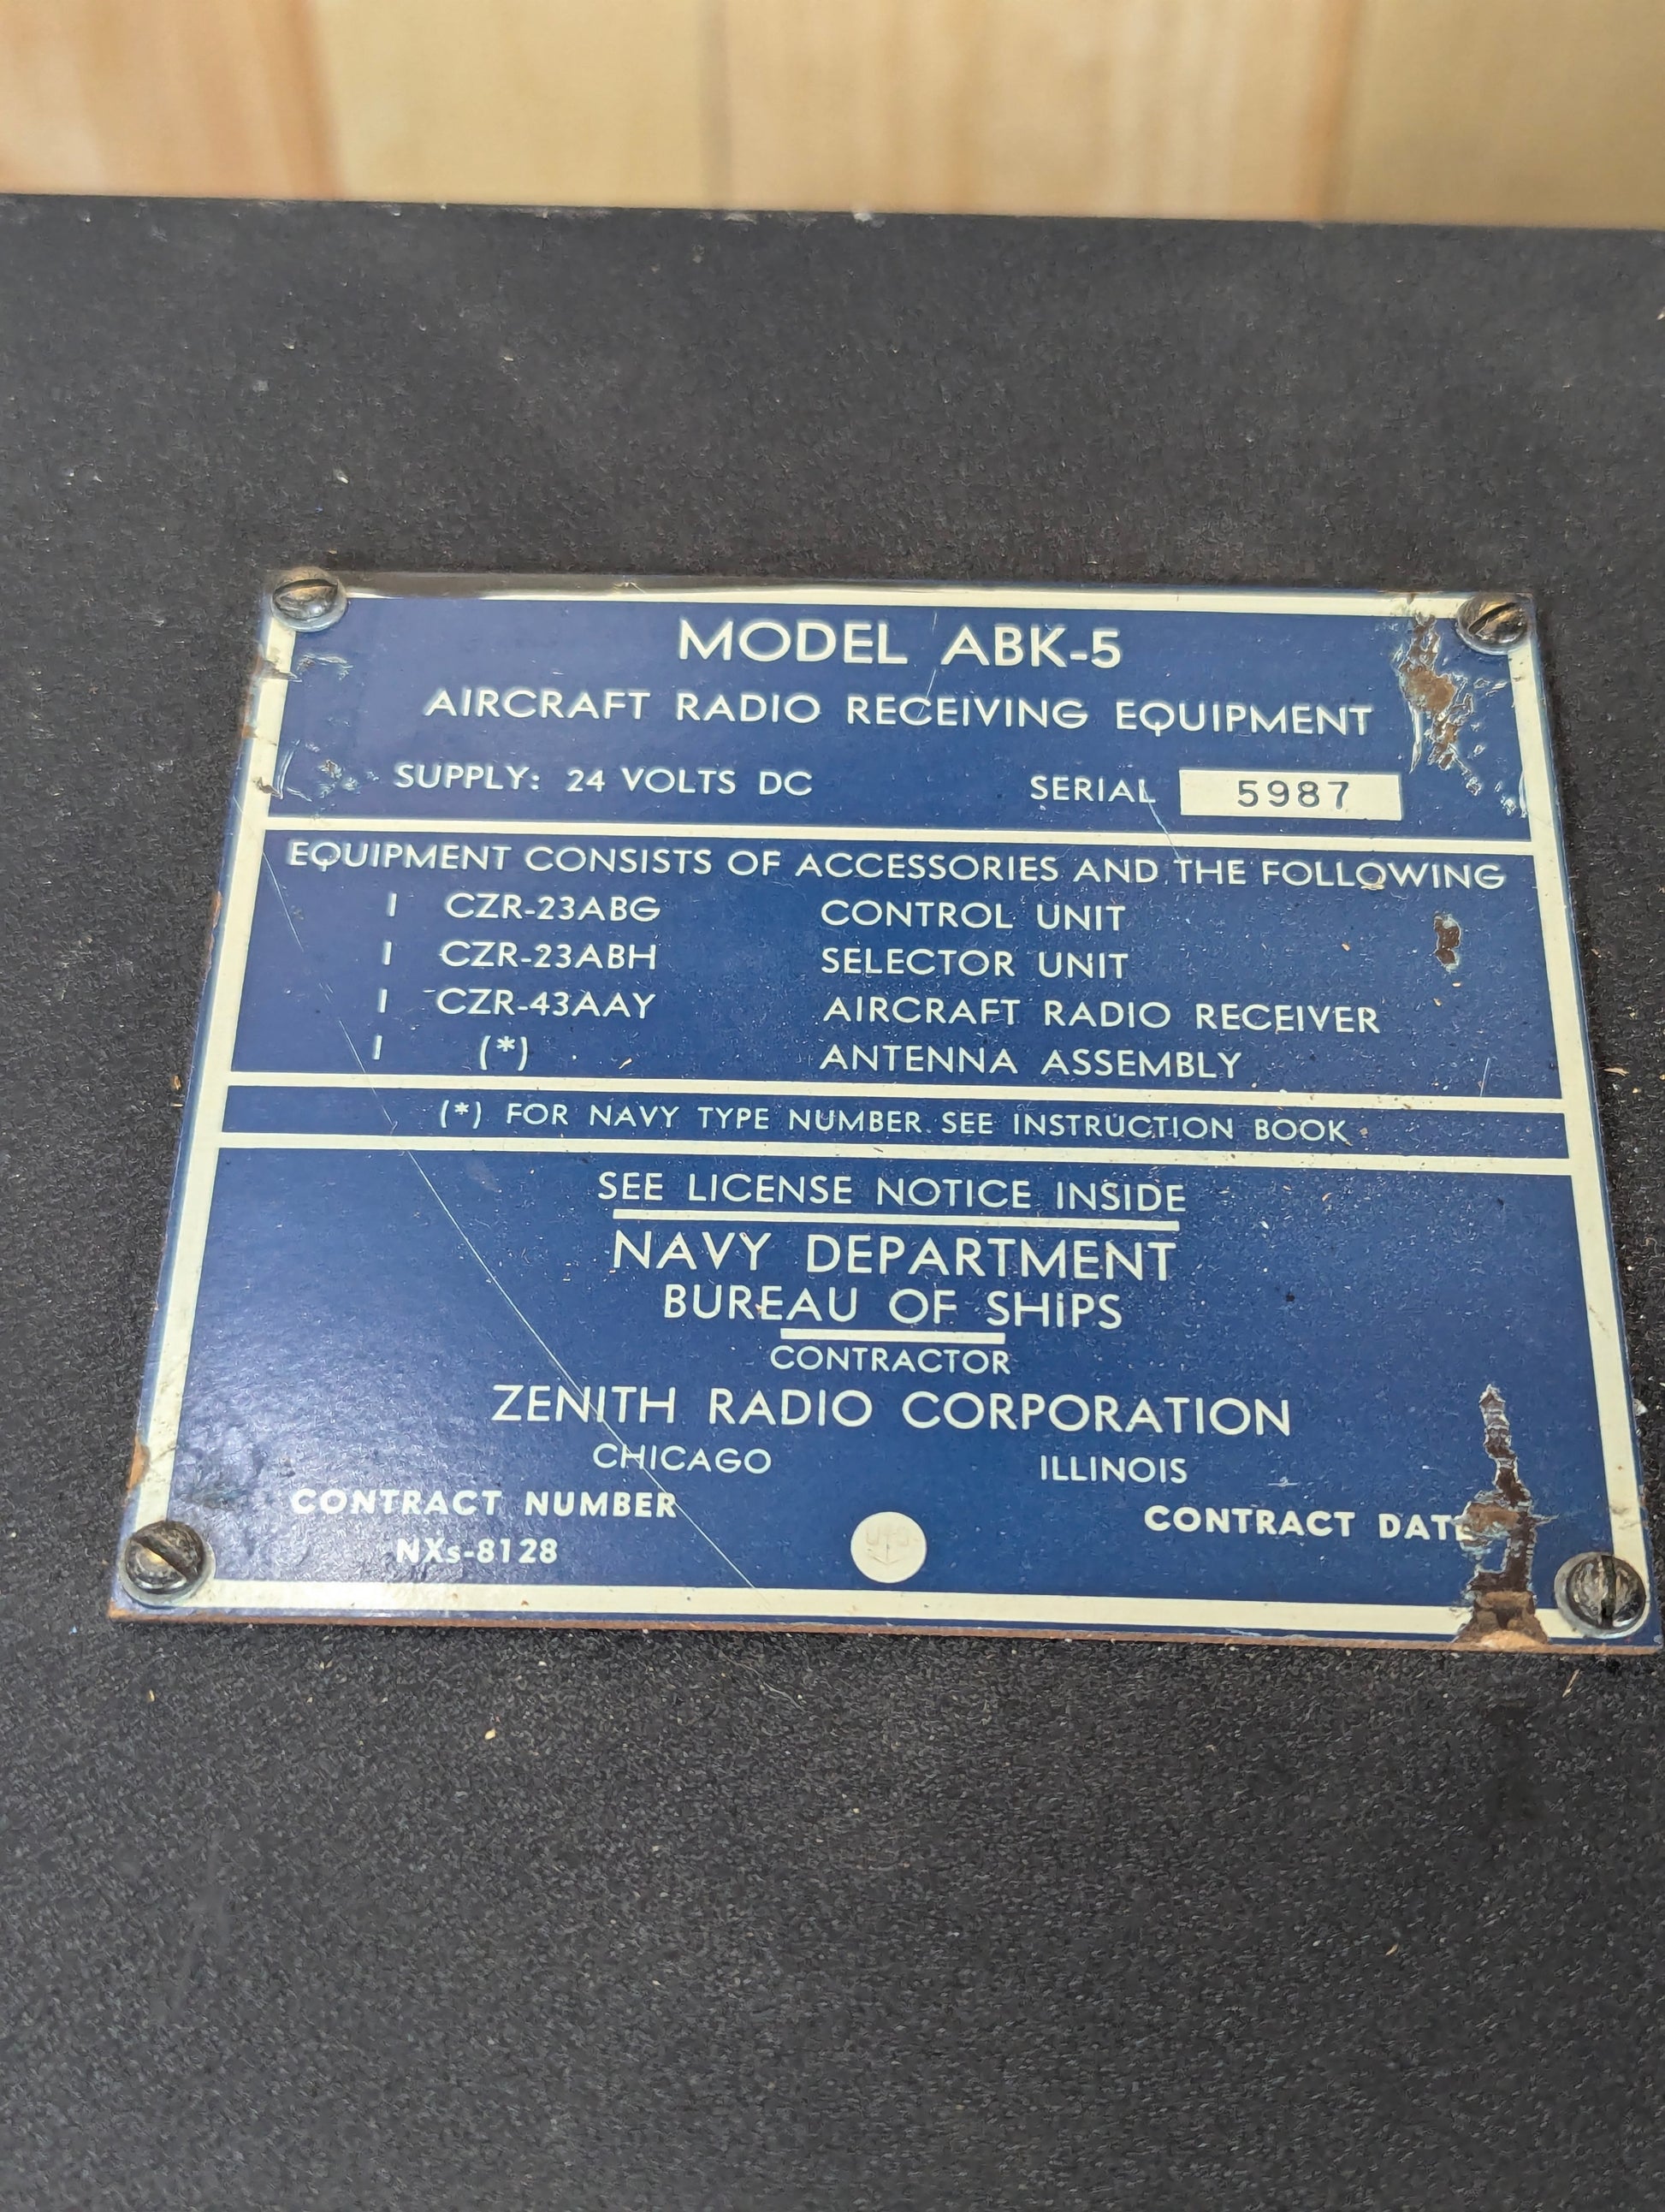 MODEL ABK-5
AIRCRAFT RADIO RECEIVING EQUIPMENT
SUPPLY: 24 VOLTS DC SERIAL 5987
EQUIPMENT CONSISTS OF ACCESSORIES AND THE FOLLOWING
1 CZR-23ABG CONTROL UNIT
1 CZR-23ABH SELECTOR UNIT
1 CZR-43AAY AIRCRAFT RADIO RECEIVER
1 (*) ANTENNA ASSEMBLY
(*) FOR NAVY TYPE NUMBER SEE INSTRUCTION BOOK
SEE LICENSE NOTICE INSIDE
NAVY DEPARTMENT
BUREAU OF SHiPS
CONTRACTOR
ZENITH RADIO CORPORATION
CHICAGO ILLINOIS
CONTRACT NUMBER CONTRACT DATE
NXs-8128